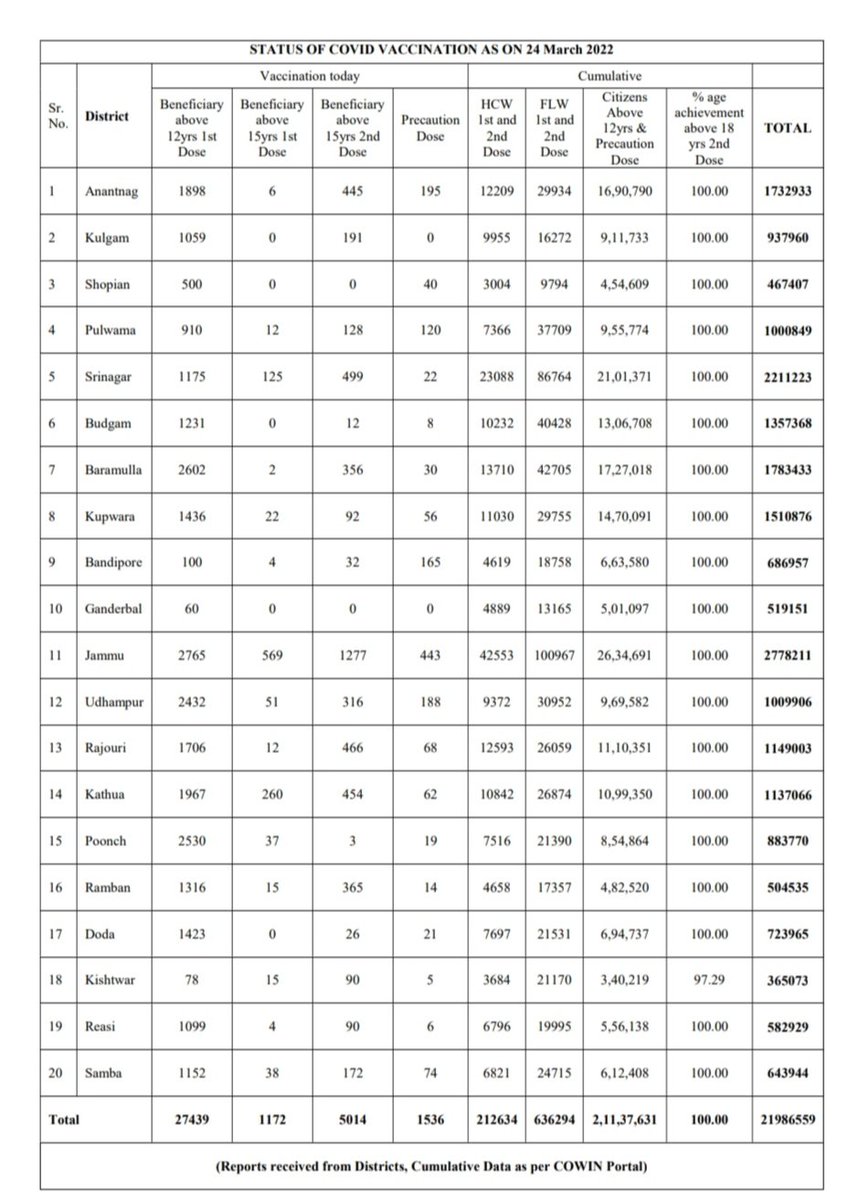 STATUS OF COVID VACCINATION AS ON 24 March 2022
Sr. No. District Vaccination today Cumulative
Beneficiary above 12yrs 1st Dose Beneficiary above 15yrs 1st Dose Beneficiary above 15yrs 2nd Dose Precaution Dose HCW 1st and 2nd Dose FLW 1st and 2nd Dose Citizens Above 12yrs & Precaution Dose % age achievement above 18 yrs 2nd Dose TOTAL
1 Anantnag 1898 6 445 195 12209 29934 16,90,790 100.00 1732933
2 Kulgam 1059 0 191 0 9955 16272 9,11,733 100.00 937960
3 Shopian 500 0 0 40 3004 9794 4,54,609 100.00 467407
4 Pulwama 910 12 128 120 7366 37709 9,55,774 100.00 1000849
5 Srinagar 1175 125 499 22 23088 86764 21,01,371 100.00 2211223
6 Budgam 1231 0 12 8 10232 40428 13,06,708 100.00 1357368
7 Baramulla 2602 2 356 30 13710 42705 17,27,018 100.00 1783433
8 Kupwara 1436 22 92 56 11030 29755 14,70,091 100.00 1510876
9 Bandipore 100 4 32 165 4619 18758 6,63,580 100.00 686957
10 Ganderbal 60 0 0 0 4889 13165 5,01,097 100.00 519151
11 Jammu 2765 569 1277 443 42553 100967 26,34,691 100.00 2778211
12 Udhampur 2432 51 316 188 9372 30952 9,69,582 100.00 1009906
13 Rajouri 1706 12 466 68 12593 26059 11,10,351 100.00 1149003
14 Kathua 1967 260 454 62 10842 26874 10,99,350 100.00 1137066
15 Poonch 2530 37 3 19 7516 21390 8,54,864 100.00 883770
16 Ramban 1316 15 365 14 4658 17357 4,82,520 100.00 504535
17 Doda 1423 0 26 21 7697 21531 6,94,737 100.00 723965
18 Kishtwar 78 15 90 5 3684 21170 3,40,219 97.29 365073
19 Reasi 1099 4 90 6 6796 19995 5,56,138 100.00 582929
20 Samba 1152 38 172 74 6821 24715 6,12,408 100.00 643944
Total 27439 1172 5014 1536 212634 636294 2,11,37,631 100.00 21986559
(Reports received from Districts, Cumulative Data as per COWIN Portal)